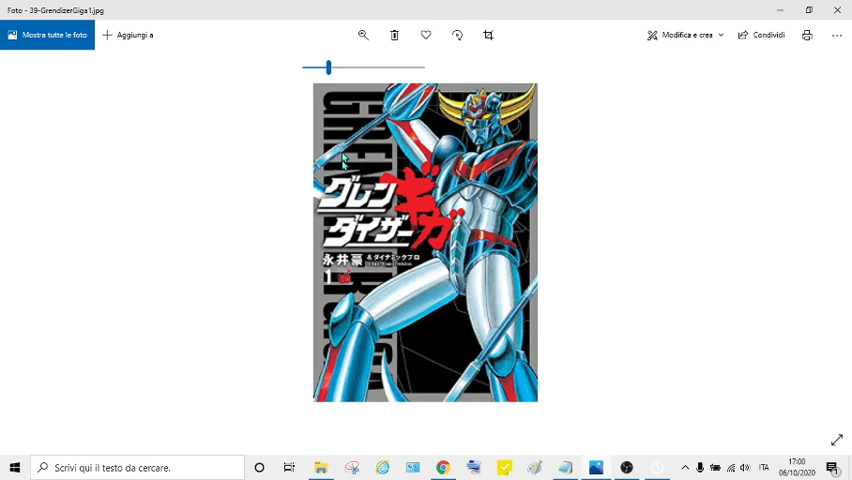 Foto - 39-GrendizerGiga1.jpg
Mostra tutte le foto
Aggiungi a
Modifica e crea
Condividi
グレン
ダイザー
ギガ
永井豪 &ダイナミックプロ
1
Scrivi qui il testo da cercare.
ITA
17:00
06/10/2020